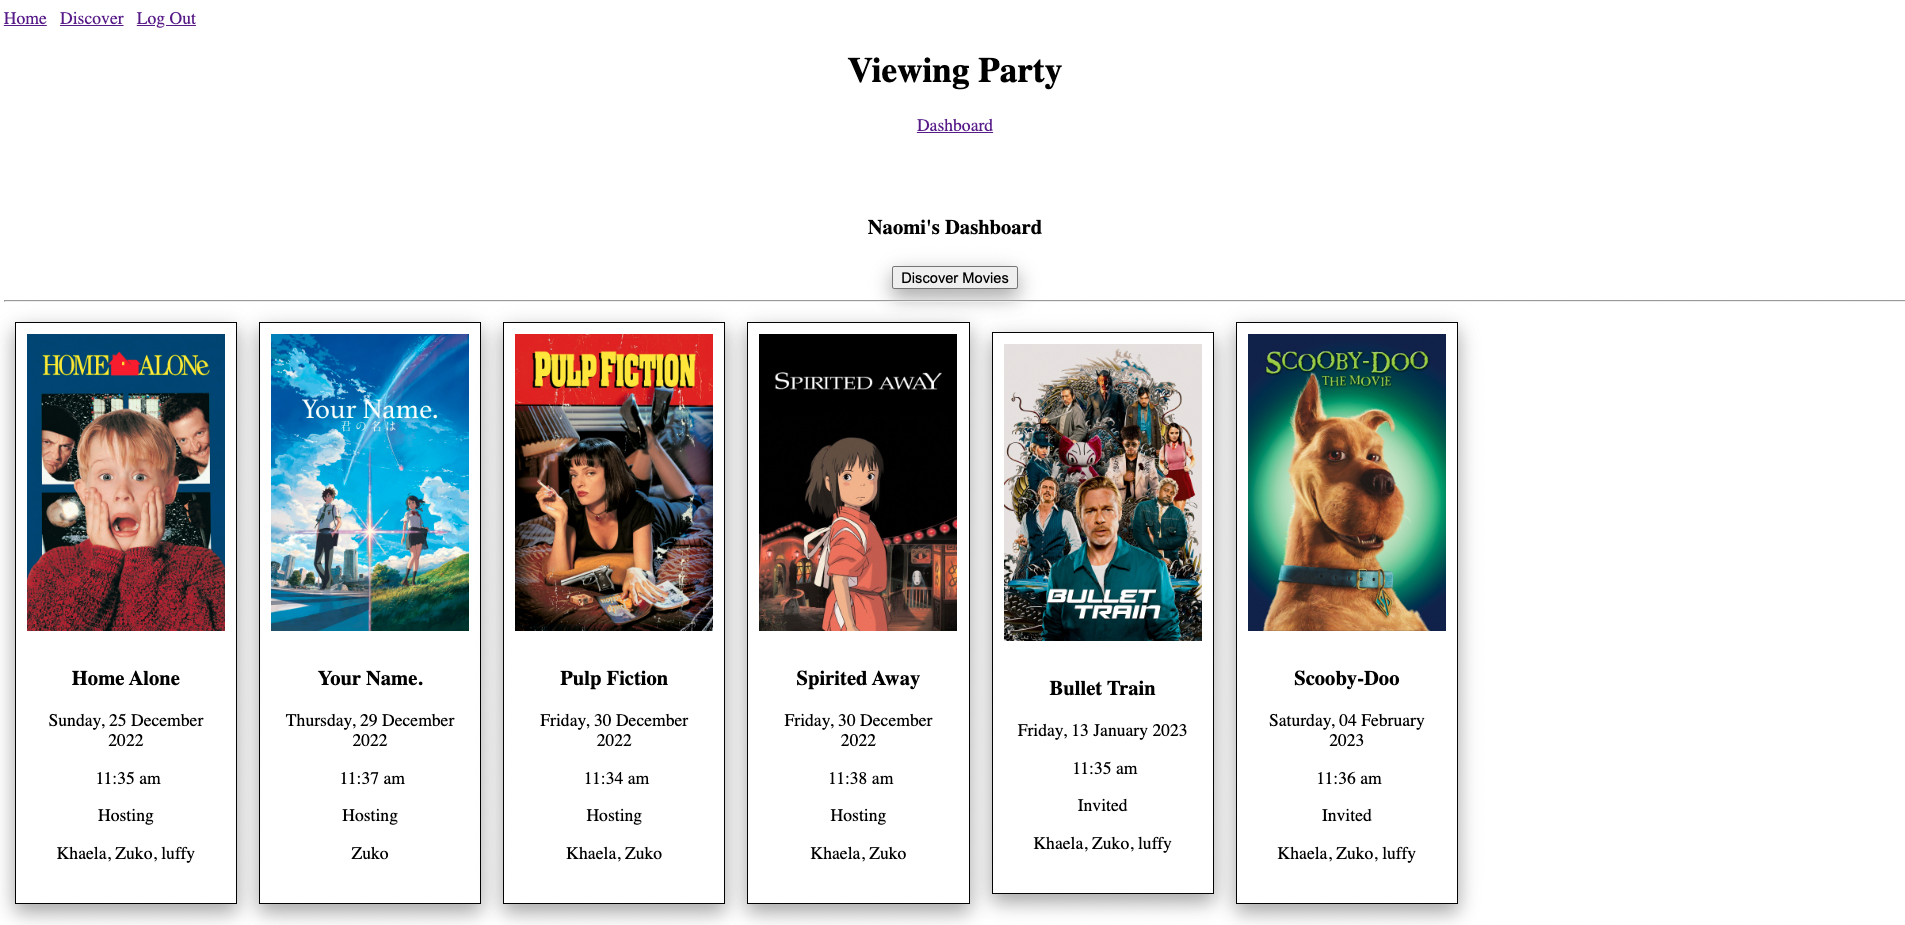 Home Discover Log Out
Viewing Party
Dashboard
Naomi's Dashboard
Discover Movies
HOME ALONe
Home Alone
Sunday, 25 December
2022
11:35 am
Hosting
Khaela, Zuko, luffy
Your Name.
君の名は
Your Name.
Thursday, 29 December
2022
11:37 am
Hosting
Zuko
PULP FICTION
Pulp Fiction
Friday, 30 December
2022
11:34 am
Hosting
Khaela, Zuko
SPIRITED AWAY
Spirited Away
Friday, 30 December
2022
11:38 am
Hosting
Khaela, Zuko
BULLET
TRAIN
Bullet Train
Friday, 13 January 2023
11:35 am
Invited
Khaela, Zuko, luffy
SCOOBY-DOO
THE MOVIE
Scooby-Doo
Saturday, 04 February
2023
11:36 am
Invited
Khaela, Zuko, luffy